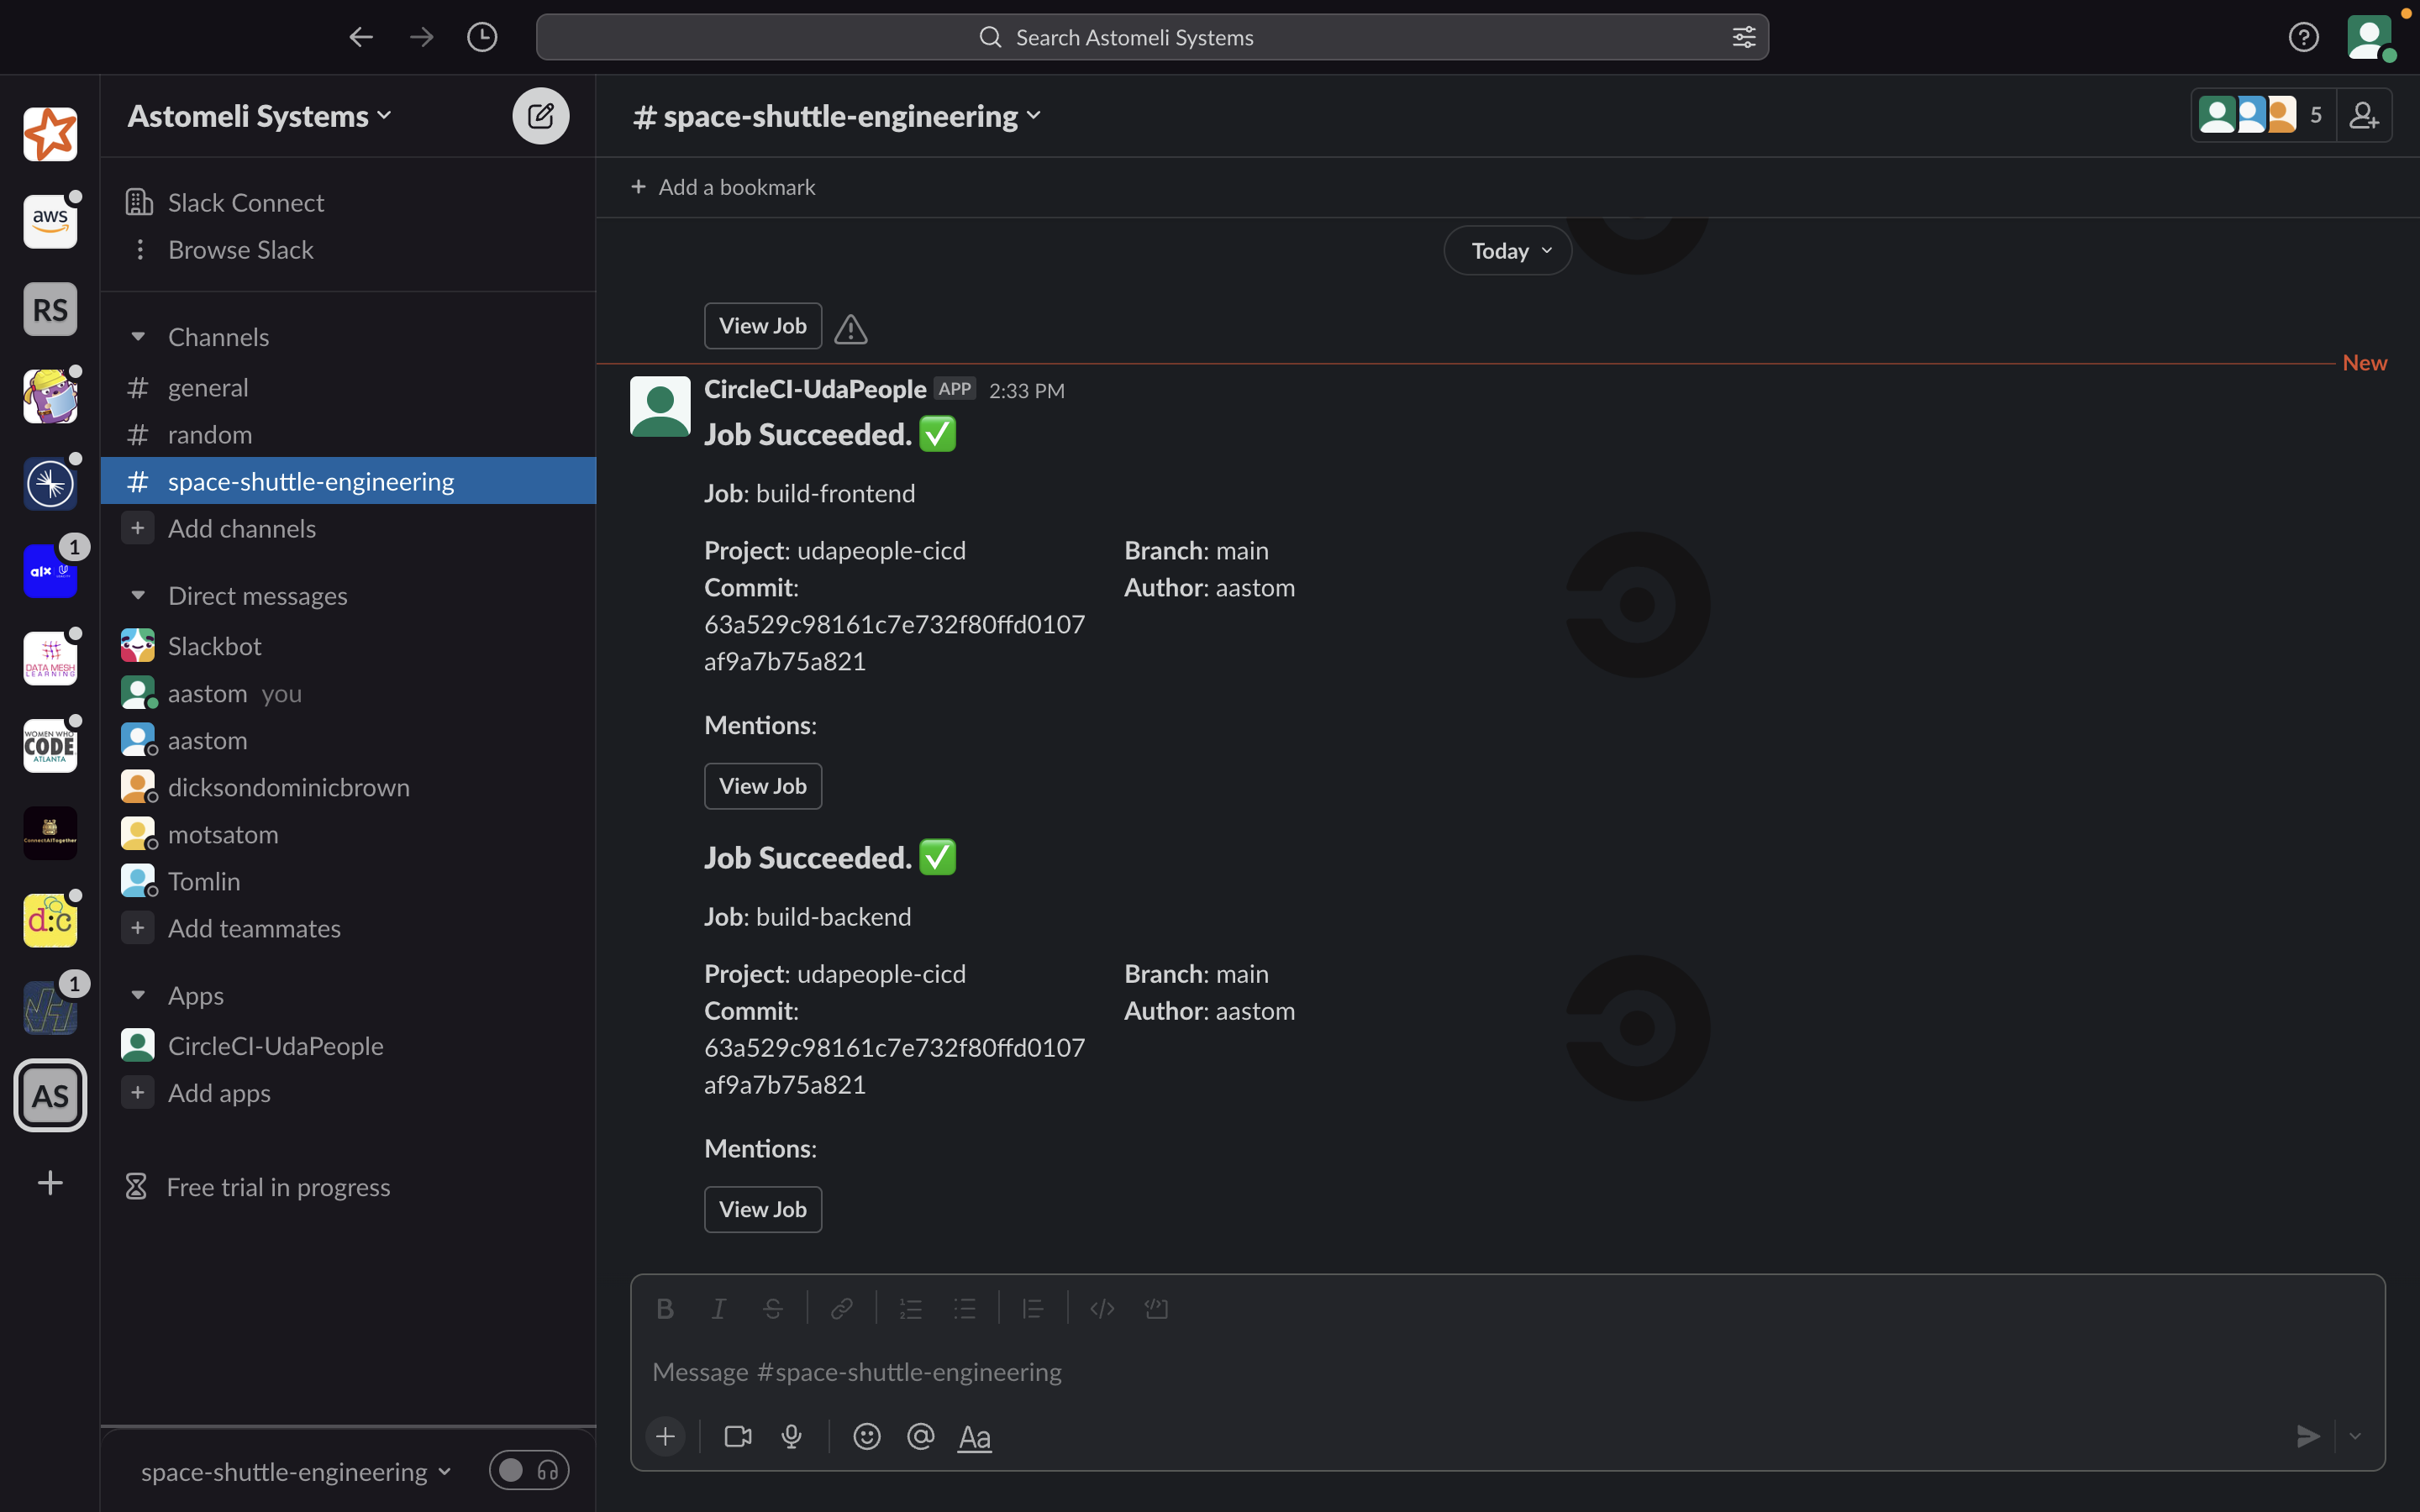 Search Astomeli Systems
Astomeli Systems
# space-shuttle-engineering
5
Slack Connect
+ Add a bookmark
Browse Slack
Today
aws
RS
Channels
View Job
New
# general
CircleCI-UdaPeople APP 2:33 PM
# random
Job Succeeded. ✅
# space-shuttle-engineering
Job: build-frontend
+ Add channels
1
alx
U
Project: udapeople-cicd Branch: main
Direct messages
Commit: Author: aastom
63a529c98161c7e732f80ffd0107
af9a7b75a821
Slackbot
DATA MESH
LEARNING
aastom you
Mentions:
aastom
WOMEN WHO
CODE
ATLANTA
View Job
dicksondominicbrown
motsatom
ConnectAITogether
Job Succeeded. ✅
Tomlin
Job: build-backend
d:c
+ Add teammates
Project: udapeople-cicd Branch: main
1
Apps
Commit: Author: aastom
63a529c98161c7e732f80ffd0107
af9a7b75a821
CircleCI-UdaPeople
AS
+ Add apps
Mentions:
Free trial in progress
View Job
B I S
Message #space-shuttle-engineering
+ Aa
space-shuttle-engineering